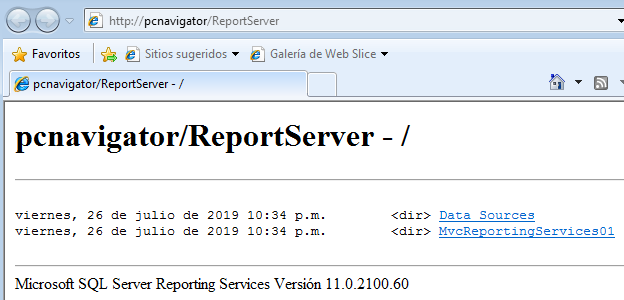 http://pcnavigator/ReportServer
Favoritos Sitios sugeridos Galería de Web Slice
pcnavigator/ReportServer - /
pcnavigator/ReportServer - /
viernes, 26 de julio de 2019 10:34 p.m. <dir> Data Sources
viernes, 26 de julio de 2019 10:34 p.m. <dir> MvcReportingServices01
Microsoft SQL Server Reporting Services Versión 11.0.2100.60